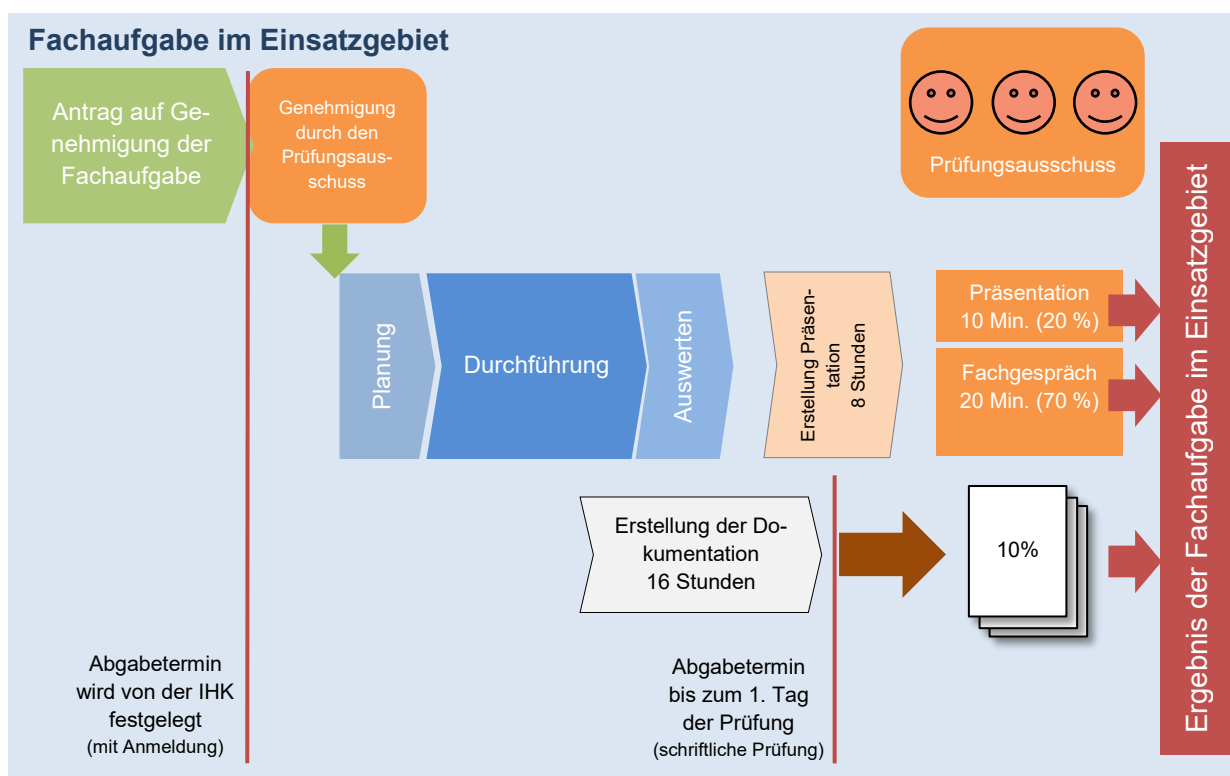 Fachaufgabe im Einsatzgebiet
Antrag auf Ge-
nehmigung der
Fachaufgabe
Genehmigung
durch den
Prüfungsaus-
schuss
Prüfungsausschuss
Planung
Durchführung
Auswerten
Erstellung Präsen-
tation
8 Stunden
Präsentation
10 Min. (20 %)
Fachgespräch
20 Min. (70 %)
Erstellung der Do-
kumentation
16 Stunden
10%
Ergebnis der Fachaufgabe im Einsatzgebiet
Abgabetermin
wird von der IHK
festgelegt
(mit Anmeldung)
Abgabetermin
bis zum 1. Tag
der Prüfung
(schriftliche Prüfung)